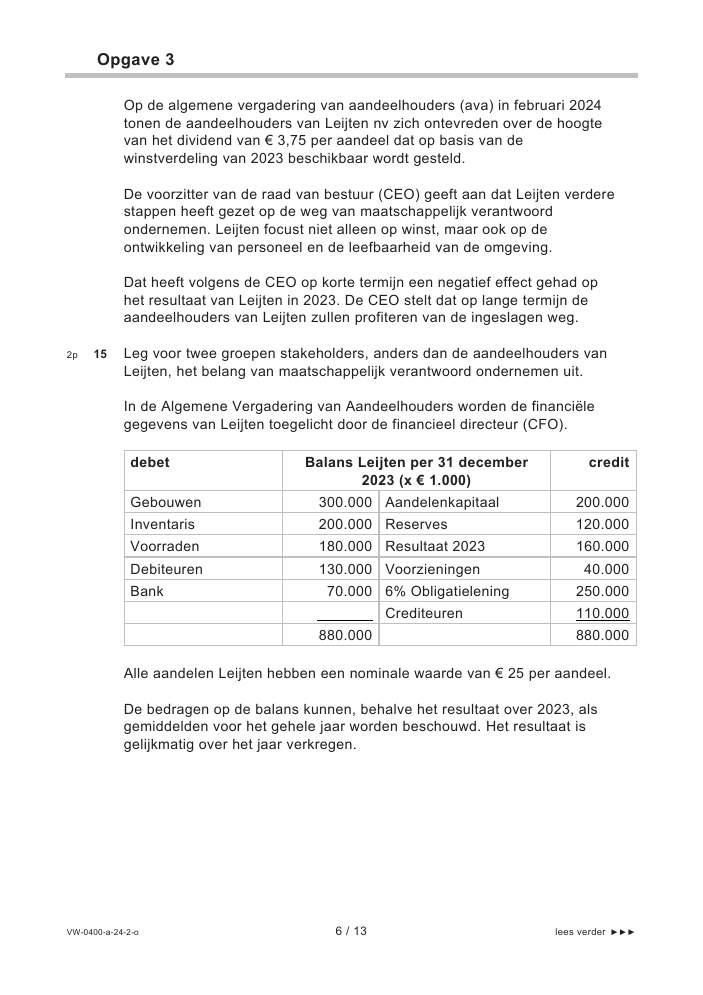 Opgave 3
Op de algemene vergadering van aandeelhouders (ava) in februari 2024
tonen de aandeelhouders van Leijten nv zich ontevreden over de hoogte
van het dividend van € 3,75 per aandeel dat op basis van de
winstverdeling van 2023 beschikbaar wordt gesteld.
De voorzitter van de raad van bestuur (CEO) geeft aan dat Leijten verdere
stappen heeft gezet op de weg van maatschappelijk verantwoord
ondernemen. Leijten focust niet alleen op winst, maar ook op de
ontwikkeling van personeel en de leefbaarheid van de omgeving.
Dat heeft volgens de CEO op korte termijn een negatief effect gehad op
het resultaat van Leijten in 2023. De CEO stelt dat op lange termijn de
aandeelhouders van Leijten zullen profiteren van de ingeslagen weg.
2p 15 Leg voor twee groepen stakeholders, anders dan de aandeelhouders van
Leijten, het belang van maatschappelijk verantwoord ondernemen uit.
In de Algemene Vergadering van Aandeelhouders worden de financiële
gegevens van Leijten toegelicht door de financieel directeur (CFO).
debet Balans Leijten per 31 december credit
2023 (x € 1.000)
Gebouwen 300.000 Aandelenkapitaal 200.000
Inventaris 200.000 Reserves 120.000
Voorraden 180.000 Resultaat 2023 160.000
Debiteuren 130.000 Voorzieningen 40.000
Bank 70.000 6% Obligatielening 250.000
Crediteuren 110.000
880.000 880.000
Alle aandelen Leijten hebben een nominale waarde van € 25 per aandeel.
De bedragen op de balans kunnen, behalve het resultaat over 2023, als
gemiddelden voor het gehele jaar worden beschouwd. Het resultaat is
gelijkmatig over het jaar verkregen.
VW-0400-a-24-2-o 6 / 13 lees verder ►►►